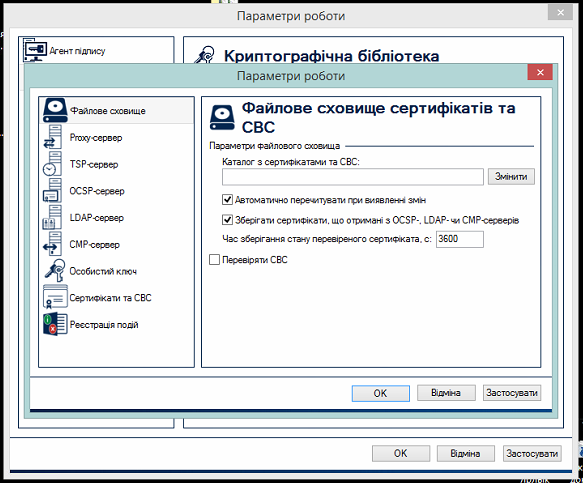 Параметри роботи
Агент підпису
Криптографічна бібліотека
Параметри роботи
Файлове сховище
Proxy-сервер
TSP-сервер
OCSP-сервер
LDAP-сервер
CMP-сервер
Особистий ключ
Сертифікати та СВС
Реєстрація подій
Файлове сховище сертифікатів та
СВС
Параметри файлового сховища
Каталог з сертифікатами та СВС:
Змінити
Автоматично перечитувати при виявленні змін
Зберігати сертифікати, що отримані з OCSP-, LDAP- чи CMP-серверів
Час зберігання стану перевіреного сертифіката, с: 3600
Перевіряти СВС
OK Відміна Застосувати
OK Відміна Застосувати